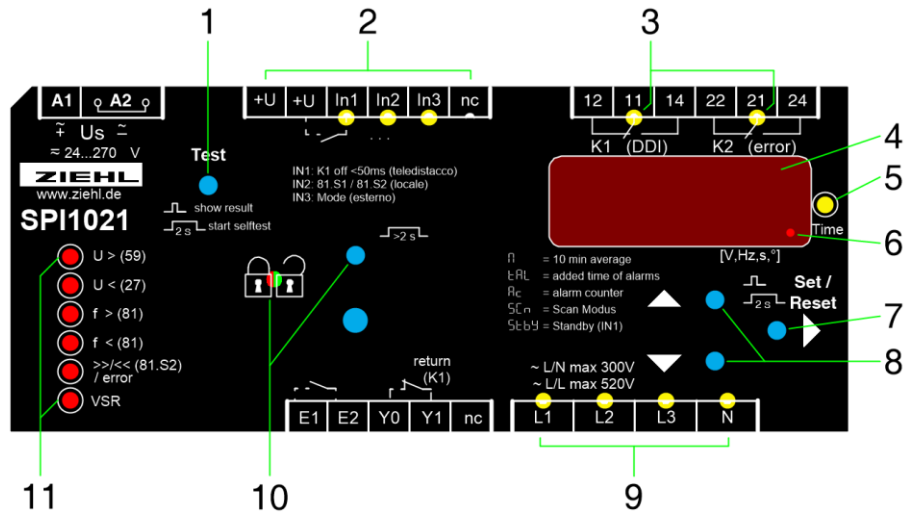 1
2
3
A1 A2
+U +U In1 In2 In3 nc
12 11 14 22 21 24
Us
≂ 24...270 V
ZIEHL
www.ziehl.de
SPI1021
Test
show result
2 s start selftest
...
IN1: K1 off <50ms (teledistacco)
IN2: 81.S1 / 81.S2 (locale)
IN3: Mode (esterno)
K1 (DDI)
K2 (error)
4
5
Time
6
[V,Hz,s,°]
>2 s
U > (59)
U < (27)
f > (81)
f < (81)
>>/<< (81.S2)
/ error
VSR
= 10 min average
tAL = added time of alarms
Ac = alarm counter
SCn = Scan Modus
Stby = Standby (IN1)
2 s
Set /
Reset
7
8
return
(K1)
~ L/N max 300V
~ L/L max 520V
E1 E2 Y0 Y1 nc
L1 L2 L3 N
11
10
9